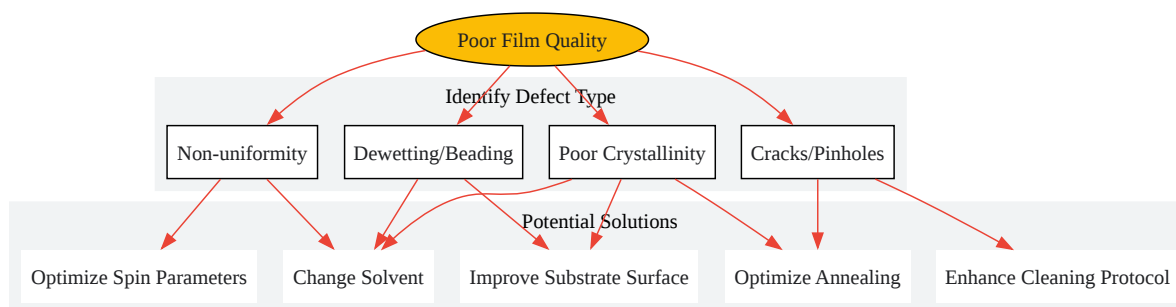 Poor Film Quality
Identify Defect Type
Non-uniformity
Dewetting/Beading
Poor Crystallinity
Cracks/Pinholes
Potential Solutions
Optimize Spin Parameters
Change Solvent
Improve Substrate Surface
Optimize Annealing
Enhance Cleaning Protocol